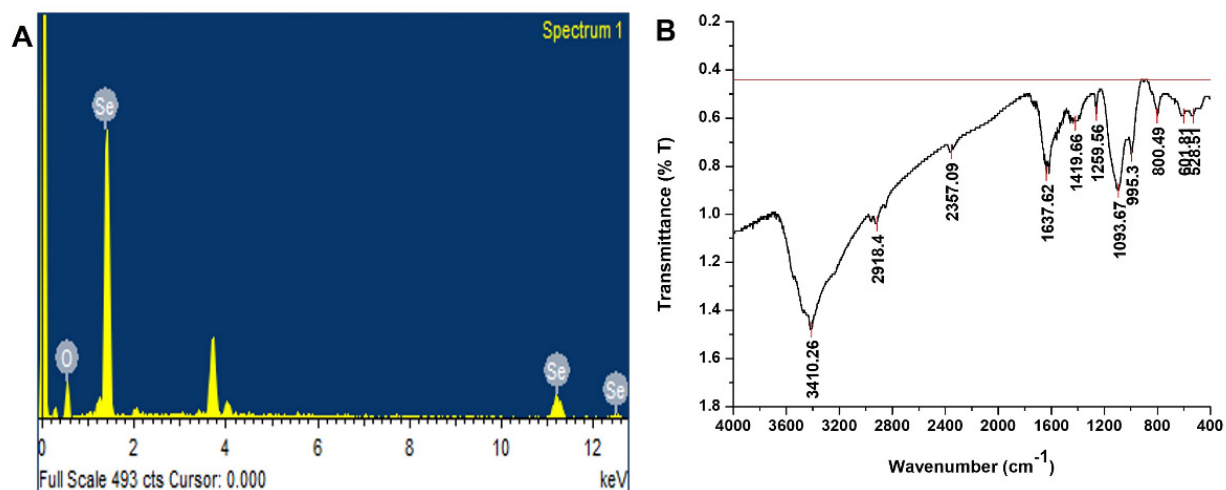 A
Spectrum 1
Se
O
Se
Se
0 2 4 6 8 10 12
Full Scale 493 cts Cursor: 0.000 keV
B
0.2
0.4
0.6
0.8
1.0
1.2
1.4
1.6
1.8
Transmittance (% T)
3410.26
2918.4
2357.09
1637.62
1419.66
1259.56
1093.67
995.3
800.49
601.81
528.51
4000 3600 3200 2800 2400 2000 1600 1200 800 400
Wavenumber (cm⁻¹)